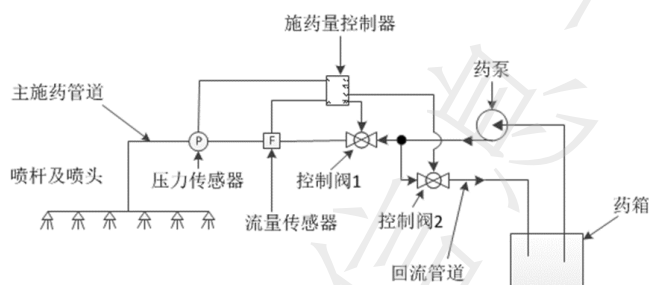 施药量控制器
药泵
主施药管道
P
F
喷杆及喷头
压力传感器
控制阀1
流量传感器
控制阀2
药箱
回流管道